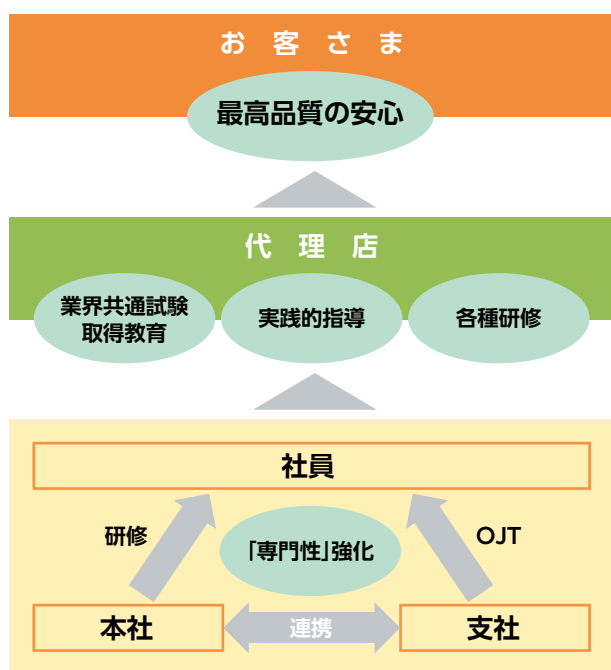 お客さま
最高品質の安心
代理店
業界共通試験
取得教育
実践的指導
各種研修
社員
研修
「専門性」強化
OJT
本社
連携
支社